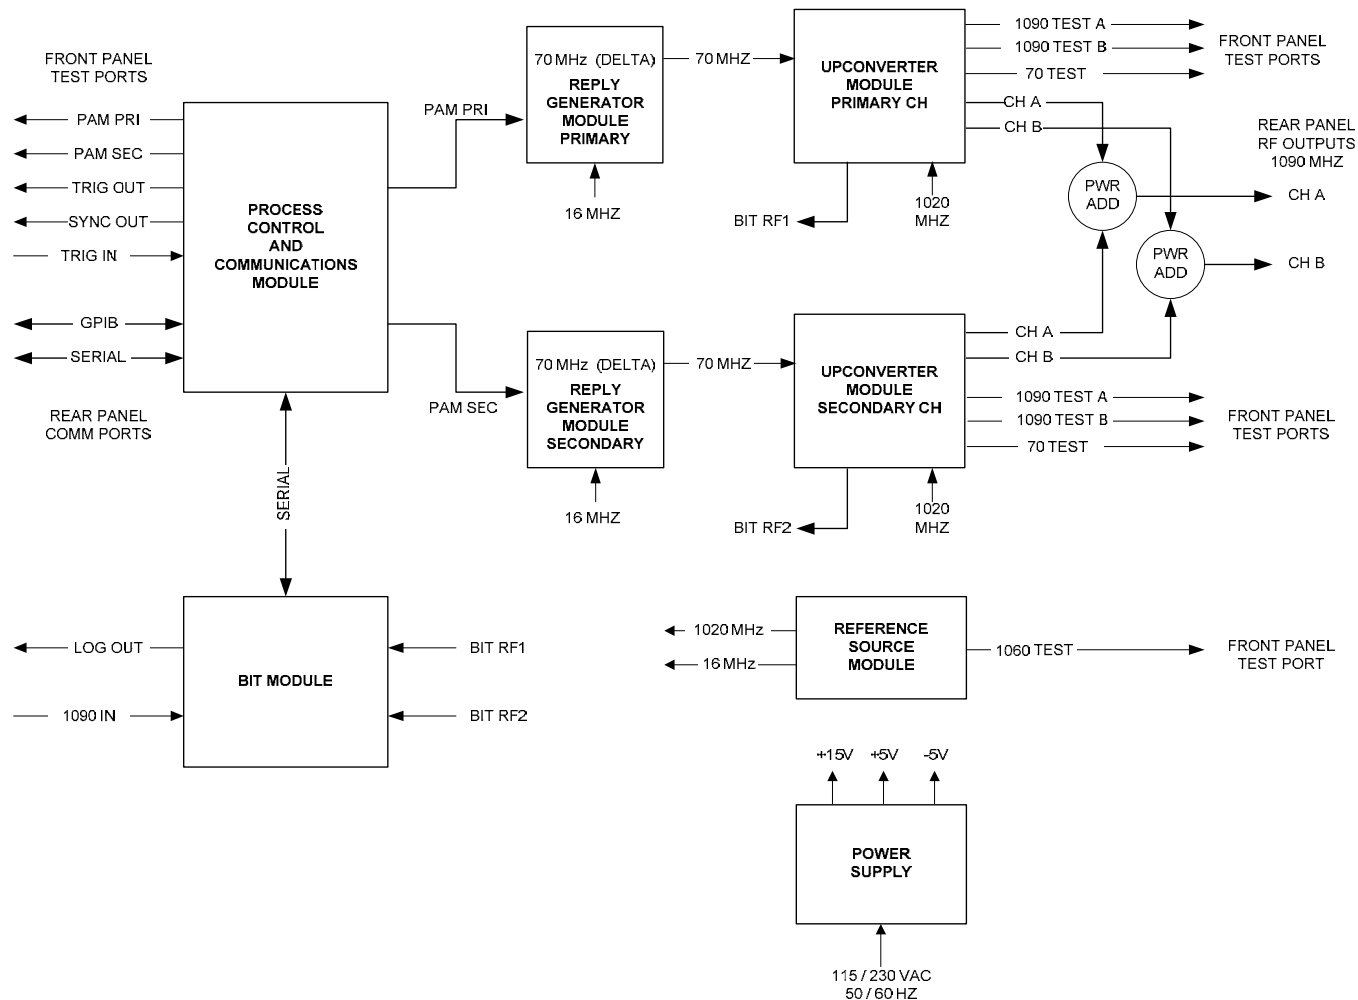 FRONT PANEL
TEST PORTS
PAM PRI
PAM SEC
TRIG OUT
SYNC OUT
TRIG IN
GPIB
SERIAL
REAR PANEL
COMM PORTS
PROCESS
CONTROL
AND
COMMUNICATIONS
MODULE
SERIAL
PAM PRI
PAM SEC
70 MHz (DELTA)
REPLY
GENERATOR
MODULE
PRIMARY
16 MHZ
70 MHZ
UPCONVERTER
MODULE
PRIMARY CH
BIT RF1
1020
MHZ
1090 TEST A
1090 TEST B
70 TEST
CH A
CH B
FRONT PANEL
TEST PORTS
REAR PANEL
RF OUTPUTS
1090 MHZ
PWR
ADD
CH A
PWR
ADD
CH B
70 MHz (DELTA)
REPLY
GENERATOR
MODULE
SECONDARY
16 MHZ
70 MHZ
UPCONVERTER
MODULE
SECONDARY CH
BIT RF2
1020
MHZ
CH A
CH B
1090 TEST A
1090 TEST B
70 TEST
FRONT PANEL
TEST PORTS
LOG OUT
1090 IN
BIT MODULE
BIT RF1
BIT RF2
1020 MHz
16 MHz
REFERENCE
SOURCE
MODULE
1060 TEST
FRONT PANEL
TEST PORT
+15V
+5V
-5V
POWER
SUPPLY
115 / 230 VAC
50 / 60 HZ